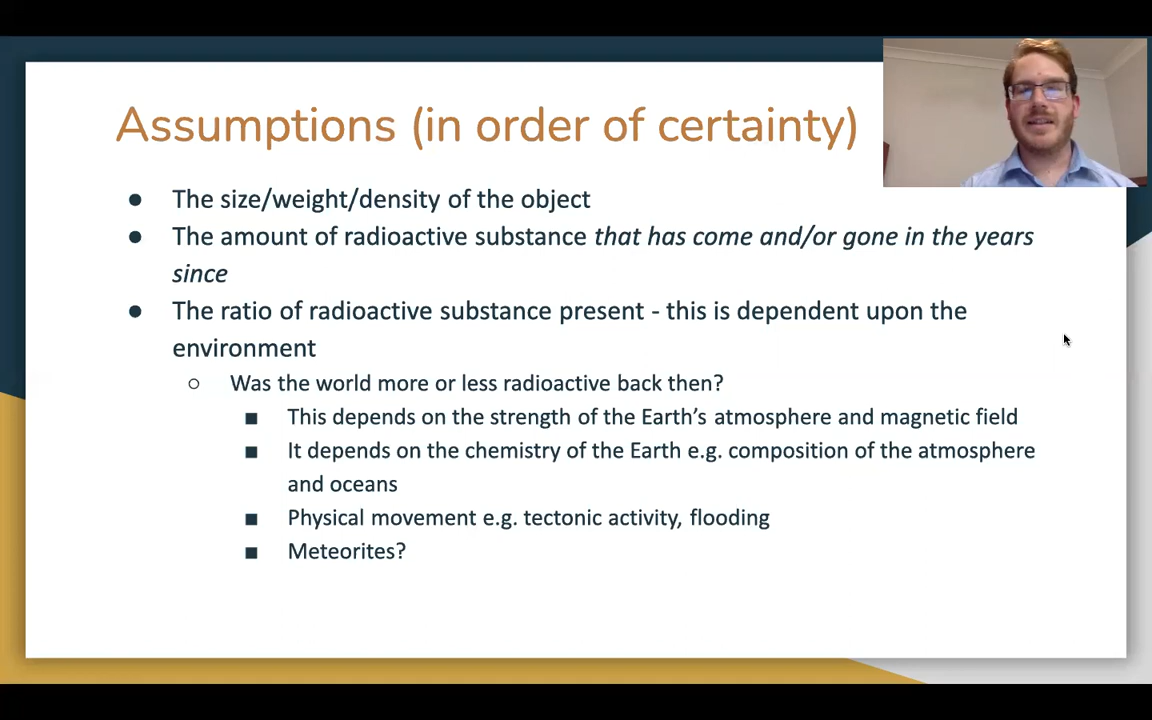 Assumptions (in order of certainty)
● The size/weight/density of the object
● The amount of radioactive substance that has come and/or gone in the years
since
● The ratio of radioactive substance present - this is dependent upon the
environment
○ Was the world more or less radioactive back then?
■ This depends on the strength of the Earth's atmosphere and magnetic field
■ It depends on the chemistry of the Earth e.g. composition of the atmosphere
and oceans
■ Physical movement e.g. tectonic activity, flooding
■ Meteorites?